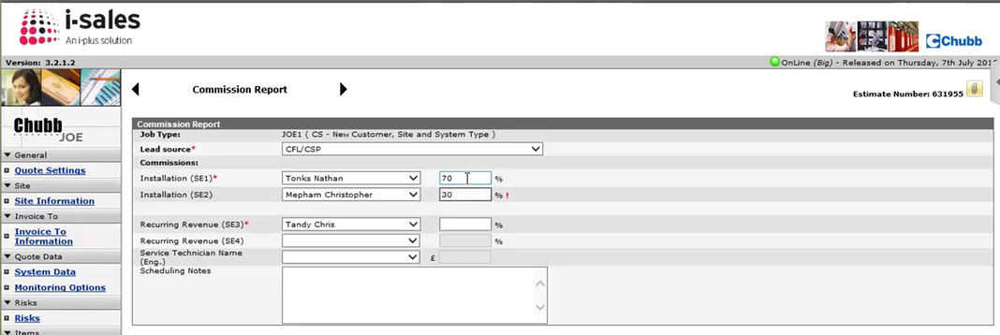 i-sales
An i-plus solution
Chubb
Version: 3.2.1.2
OnLine (Big) - Released on Thursday, 7th July
Commission Report
Estimate Number: 631955
Chubb
JOE
General
Quote Settings
Site
Site Information
Invoice To
Invoice To
Information
Quote Data
System Data
Monitoring Options
Risks
Risks
Items
Commission Report
Job Type: JOE1 ( CS - New Customer, Site and System Type )
Lead source* CFL/CSP
Commissions:
Installation (SE1)* Tonks Nathan 70 %
Installation (SE2) Mepham Christopher 30 % !
Recurring Revenue (SE3)* Tandy Chris %
Recurring Revenue (SE4) %
Service Technician Name
(Eng.) £
Scheduling Notes